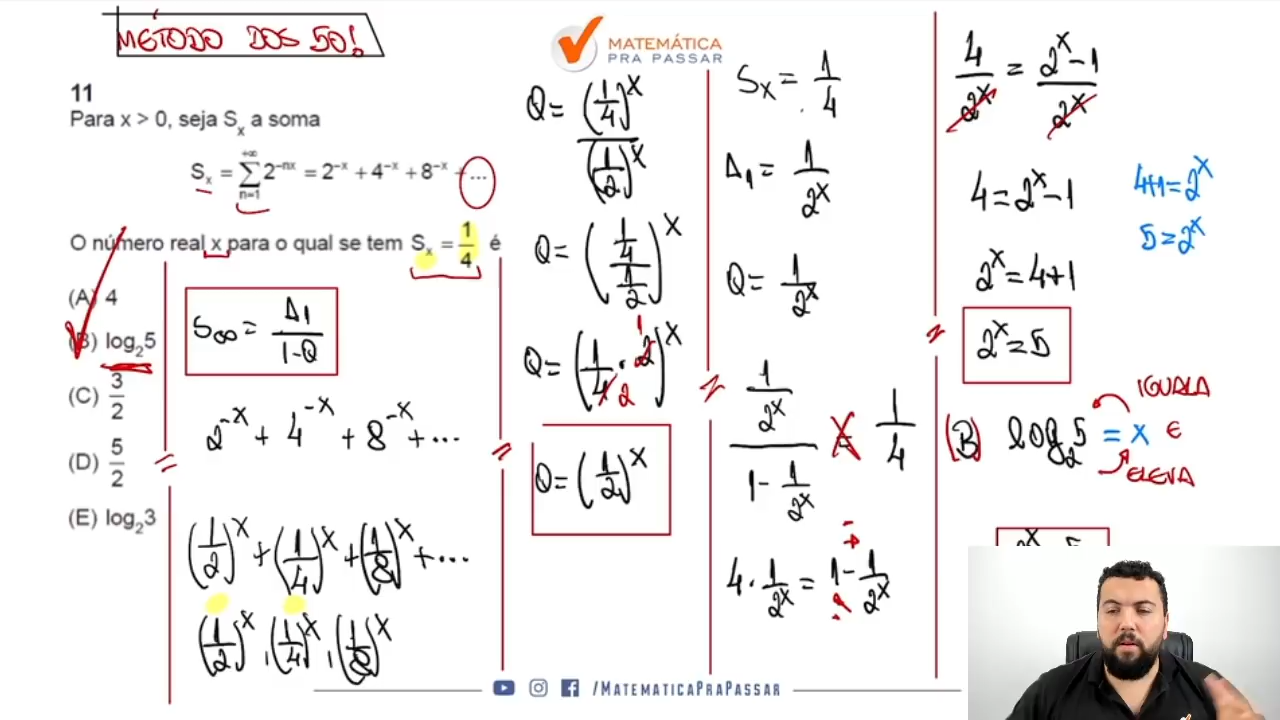 MÉTODO DOS 50!
MATEMÁTICA
PRA PASSAR
11
Para x > 0, seja Sₓ a soma
Sₓ = ∑ₙ₌₁^{+∞} 2^{-nx} = 2^{-x} + 4^{-x} + 8^{-x} + ...
O número real x para o qual se tem Sₓ = 1/4 é
(A) 4
(B) log₂5
(C) 3/2
(D) 5/2
(E) log₂3
S∞ = A₁/(1-Q)
2^{-x} + 4^{-x} + 8^{-x} + ...
(1/2)^x + (1/4)^x + (1/8)^x + ...
(1/2)^x, (1/4)^x, (1/8)^x
Q = (1/4)^x / (1/2)^x
Q = ((1/4)/(1/2))^x
Q = (1/4 · 2)^x
1
2
Q = (1/2)^x
Sₓ = 1/4
A₁ = 1/2^x
Q = 1/2^x
(1/2^x)/(1 - 1/2^x) = 1/4
4 · 1/2^x = 1 - 1/2^x
4/2^x = (2^x - 1)/2^x
4 = 2^x - 1
4+1 = 2^x
5 = 2^x
2^x = 4+1
2^x = 5
(B) log₂5 = x
IGUALA
E
ELEVA
/MATEMATICAPRAPASSAR